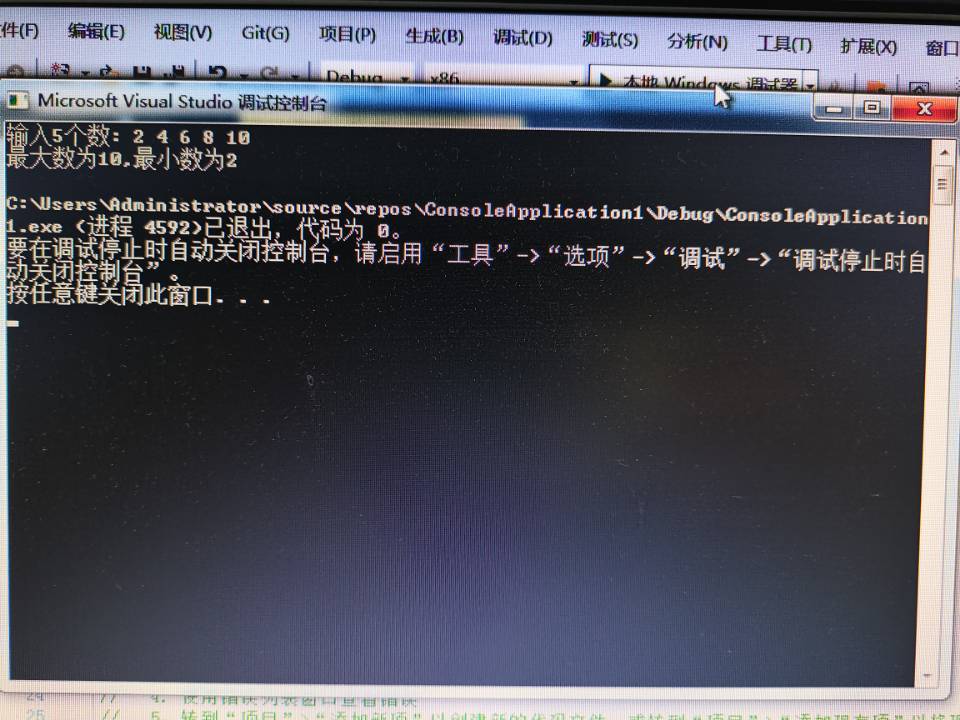 件(F) 编辑(E) 视图(V) Git(G) 项目(P) 生成(B) 调试(D) 测试(S) 分析(N) 工具(T) 扩展(X) 窗口
Debug x86 本地 Windows 调试器
Microsoft Visual Studio 调试控制台
输入5个数: 2 4 6 8 10
最大数为10,最小数为2
C:\Users\Administrator\source\repos\ConsoleApplication1\Debug\ConsoleApplication
1.exe (进程 4592)已退出，代码为 0。
要在调试停止时自动关闭控制台，请启用“工具”->“选项”->“调试”->“调试停止时自
动关闭控制台”。
按任意键关闭此窗口. . .
24 // 4. 使用错误列表窗口查看错误
25 // 5. 转到“项目”>“添加新项”以创建新的代码文件，或转到“项目”>“添加现有项”以将